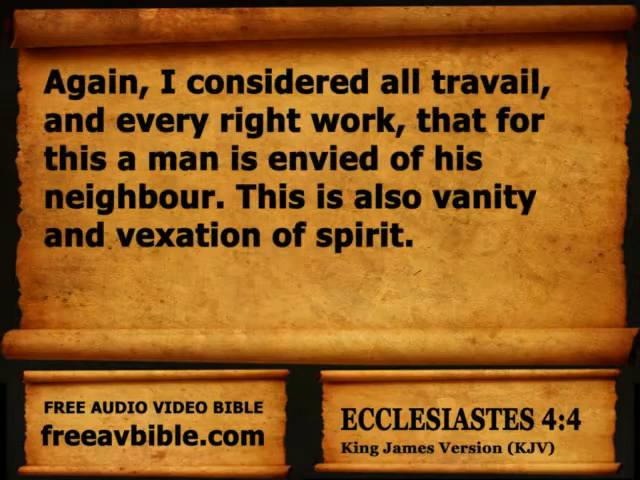 Again, I considered all travail,
and every right work, that for
this a man is envied of his
neighbour. This is also vanity
and vexation of spirit.
FREE AUDIO VIDEO BIBLE
freeavbible.com
ECCLESIASTES 4:4
King James Version (KJV)